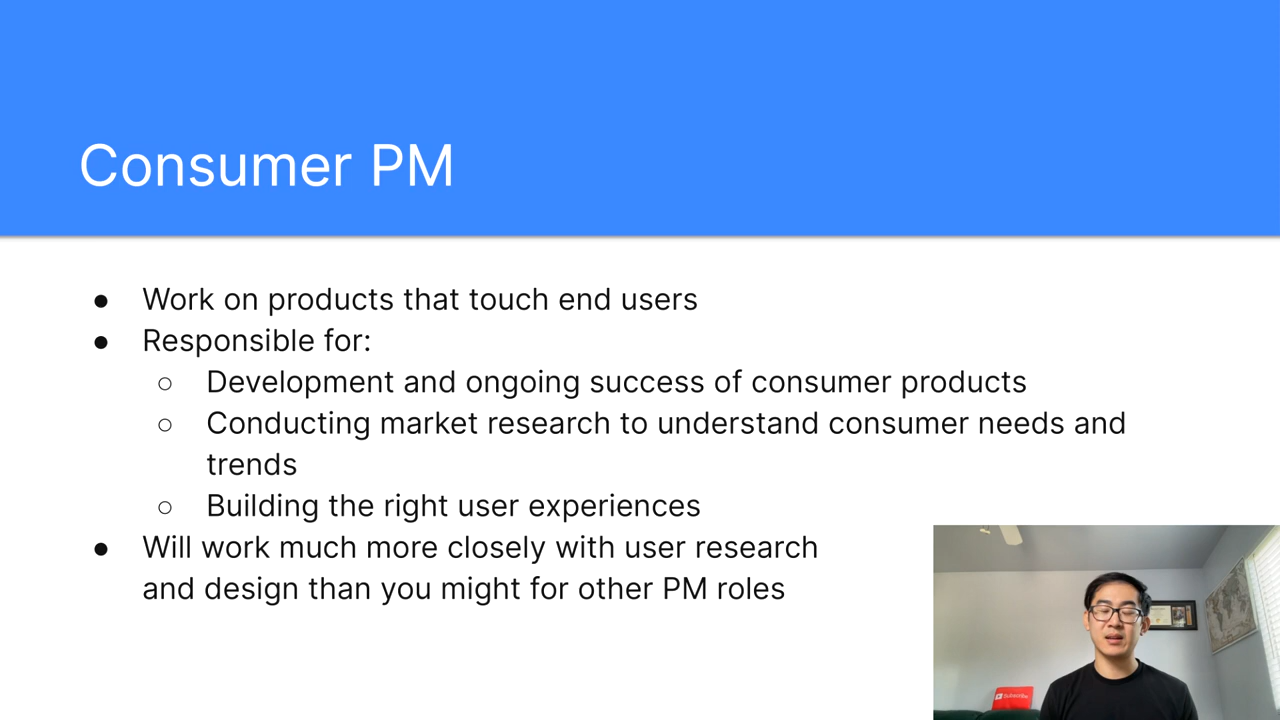 Consumer PM
● Work on products that touch end users
● Responsible for:
○ Development and ongoing success of consumer products
○ Conducting market research to understand consumer needs and
trends
○ Building the right user experiences
● Will work much more closely with user research
and design than you might for other PM roles
Subscribe